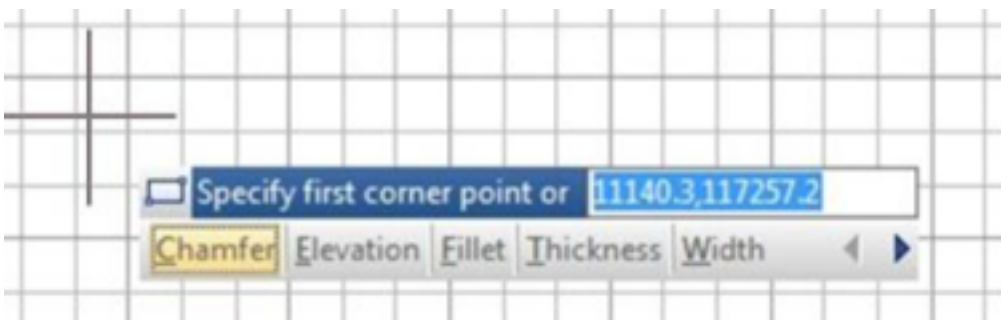 Specify first corner point or 11140.3,117257.2
Chamfer Elevation Fillet Thickness Width